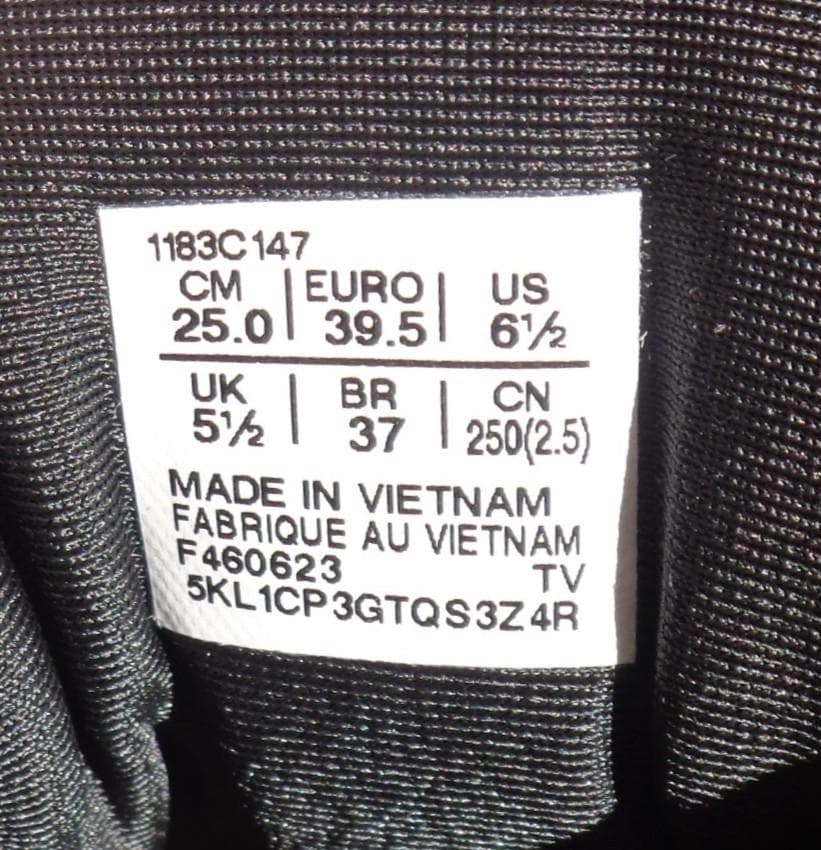 1183C147
CM | EURO | US
25.0 | 39.5 | 6½
UK | BR | CN
5½ | 37 | 250(2.5)
MADE IN VIETNAM
FABRIQUE AU VIETNAM
F460623 TV
5KL1CP3GTQS3Z4R